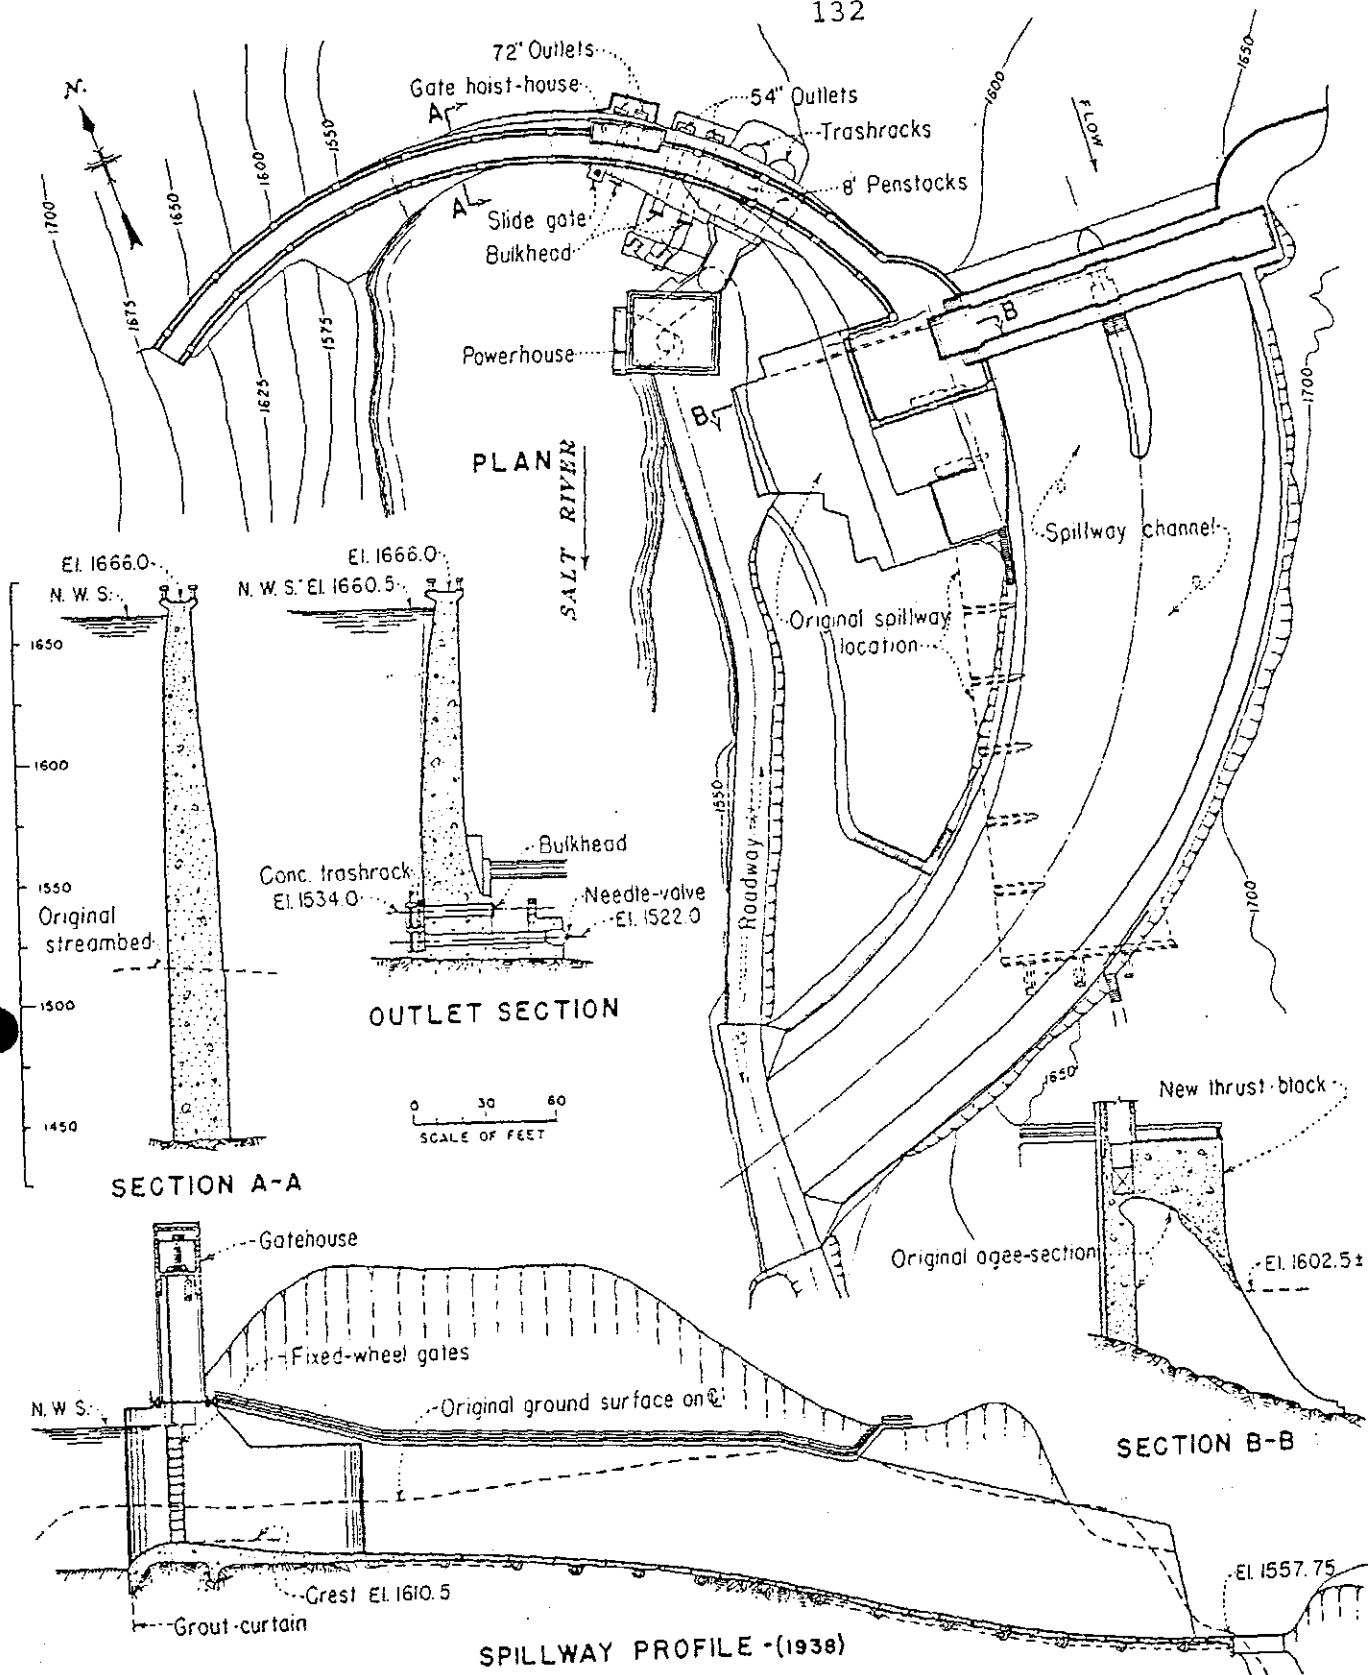 132
72" Outlets
Gate hoist-house
54" Outlets
Trashracks
8' Penstocks
N.
A
A
FLOW
1650
1600
1550
1600
1650
1700
1675
1625
1575
Slide gate
Bulkhead
Powerhouse
B
B
PLAN
SALT RIVER
1700
Spillway channel
Original spillway
location
El. 1666.0
N. W. S.
El. 1666.0
N. W. S. El. 1660.5
1650
1600
1550
1500
1450
Original
streambed
Conc. trashrack
El. 1534.0
Bulkhead
Needle-valve
El. 1522.0
1550
Roadway
1700
1650
OUTLET SECTION
0 30 60
SCALE OF FEET
SECTION A-A
New thrust block
Original agee-section
El. 1602.5±
SECTION B-B
Gatehouse
Fixed-wheel gates
Original ground surface on ℄
N. W. S.
Crest El. 1610.5
Grout-curtain
El. 1557.75
SPILLWAY PROFILE -(1938)